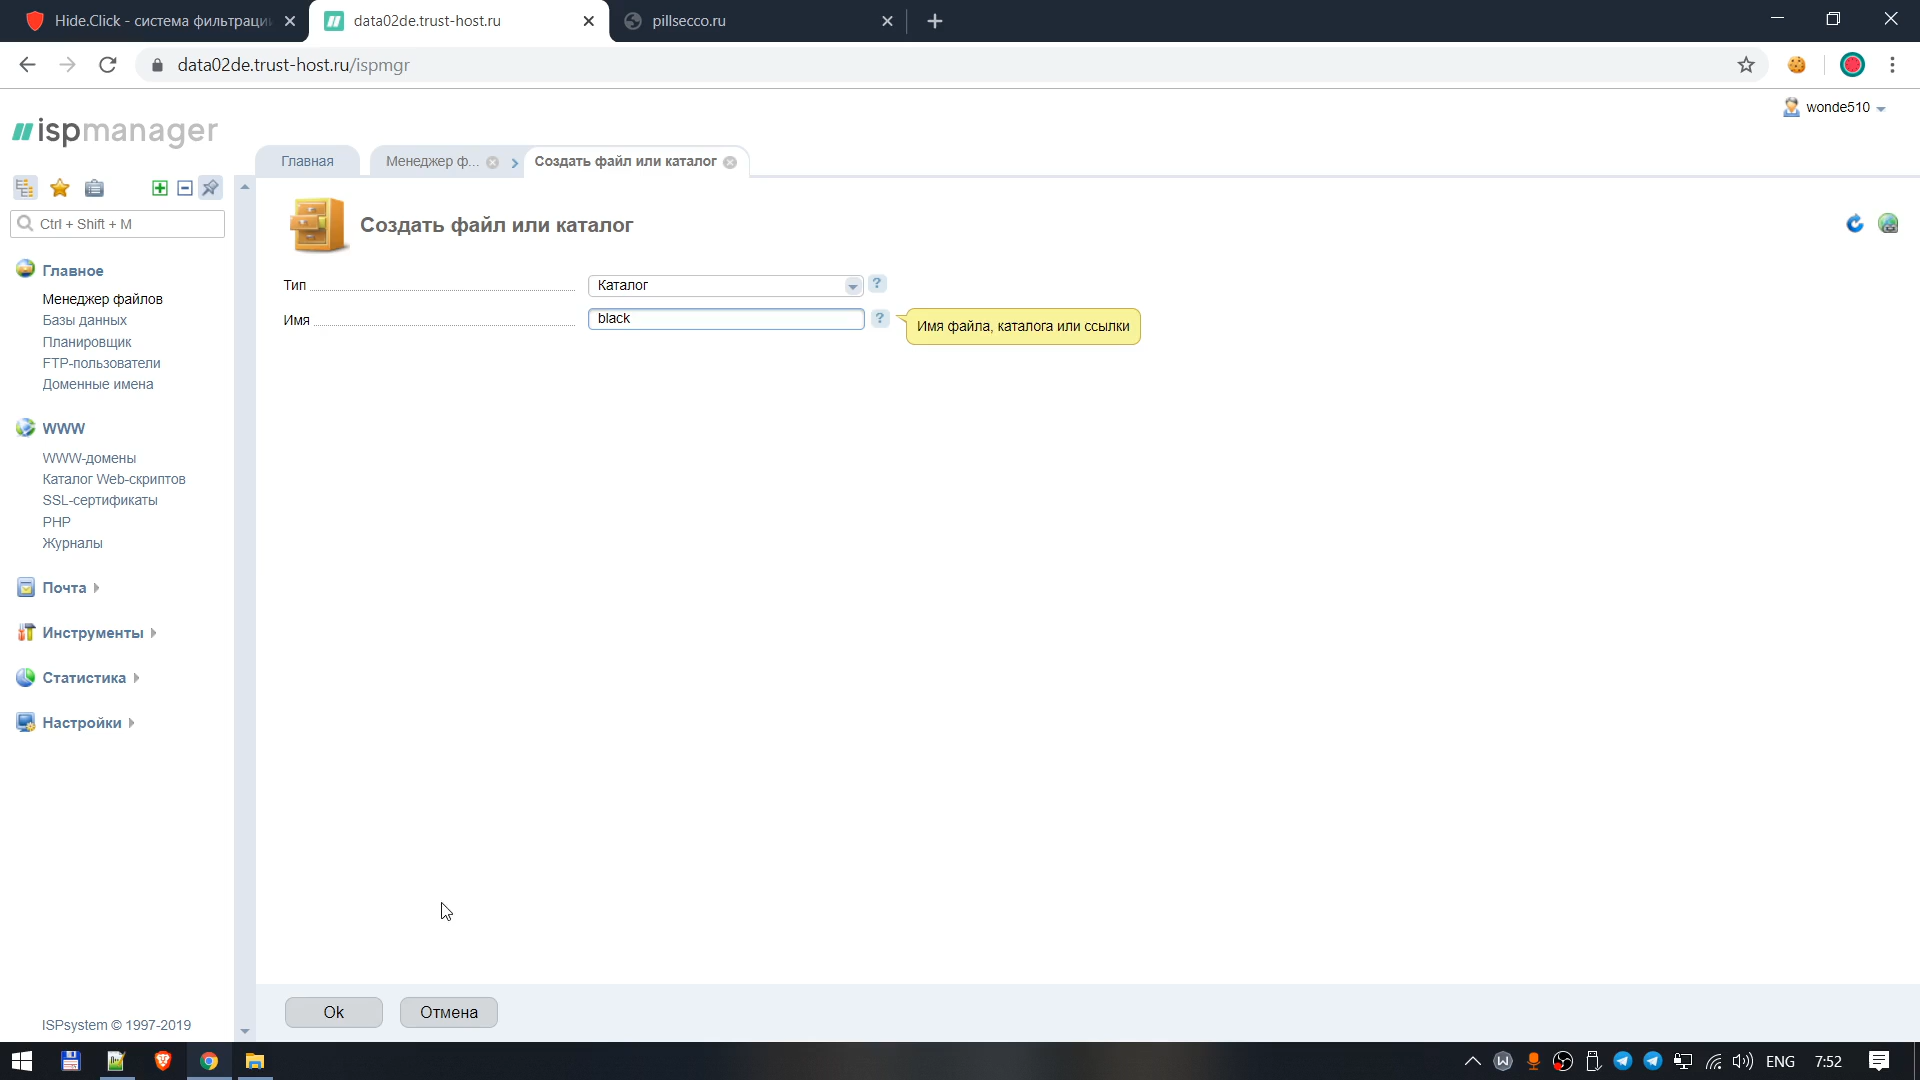 Hide.Click - система фильтраци
data02de.trust-host.ru
pillsecco.ru
data02de.trust-host.ru/ispmgr
wonde510
ispmanager
Главная
Менеджер ф...
Создать файл или каталог
Ctrl + Shift + M
Создать файл или каталог
Главное
Тип
Каталог
?
Менеджер файлов
Имя
black
?
Имя файла, каталога или ссылки
Базы данных
Планировщик
FTP-пользователи
Доменные имена
WWW
WWW-домены
Каталог Web-скриптов
SSL-сертификаты
PHP
Журналы
Почта
Инструменты
Статистика
Настройки
Ok
Отмена
ISPsystem © 1997-2019
ENG
7:52